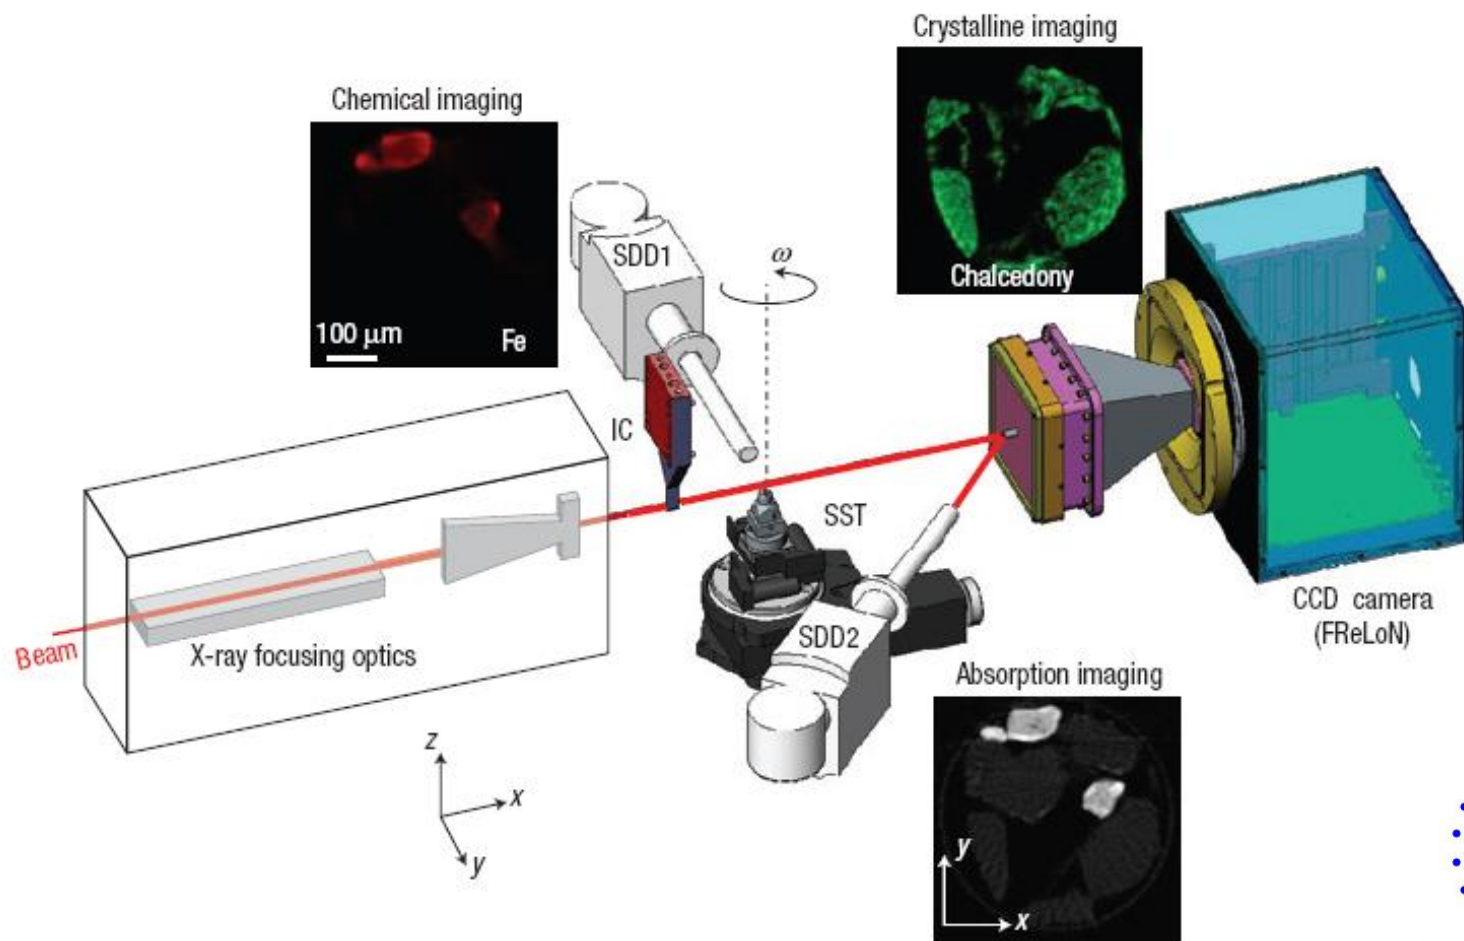 Crystalline imaging
Chemical imaging
SDD1
ω
Chalcedony
100 μm
Fe
IC
SST
CCD camera
(FReLoN)
Beam
X-ray focusing optics
SDD2
Absorption imaging
z
x
y
y
x